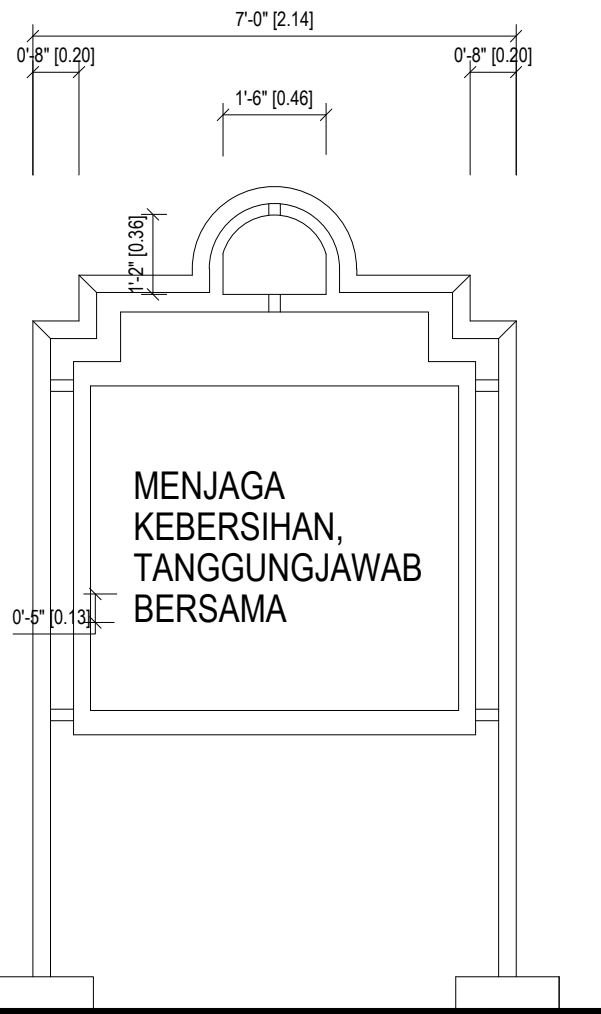 7'-0" [2.14]
0'-8" [0.20]
0'-8" [0.20]
1'-6" [0.46]
1'-2" [0.36]
MENJAGA
KEBERSIHAN,
TANGGUNGJAWAB
BERSAMA
0'-5" [0.13]